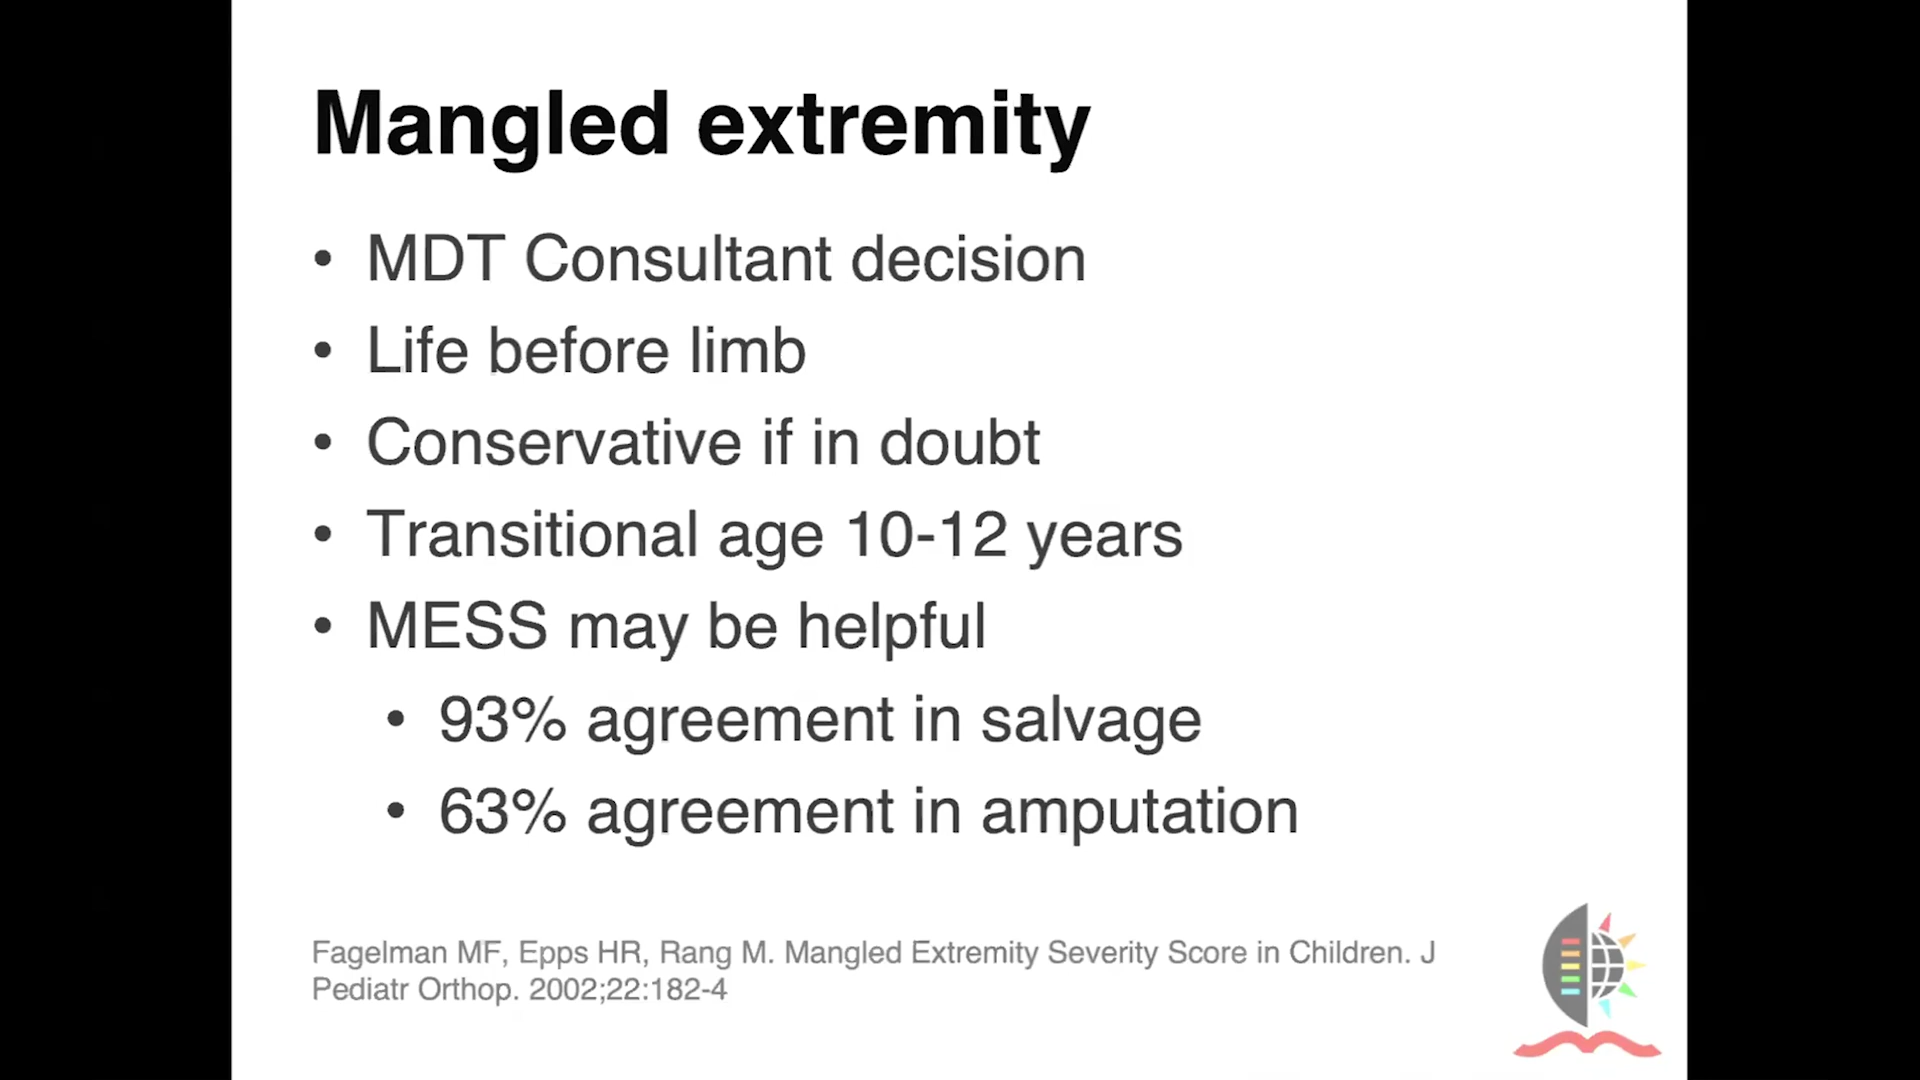 Mangled extremity
• MDT Consultant decision
• Life before limb
• Conservative if in doubt
• Transitional age 10-12 years
• MESS may be helpful
• 93% agreement in salvage
• 63% agreement in amputation
Fagelman MF, Epps HR, Rang M. Mangled Extremity Severity Score in Children. J
Pediatr Orthop. 2002;22:182-4